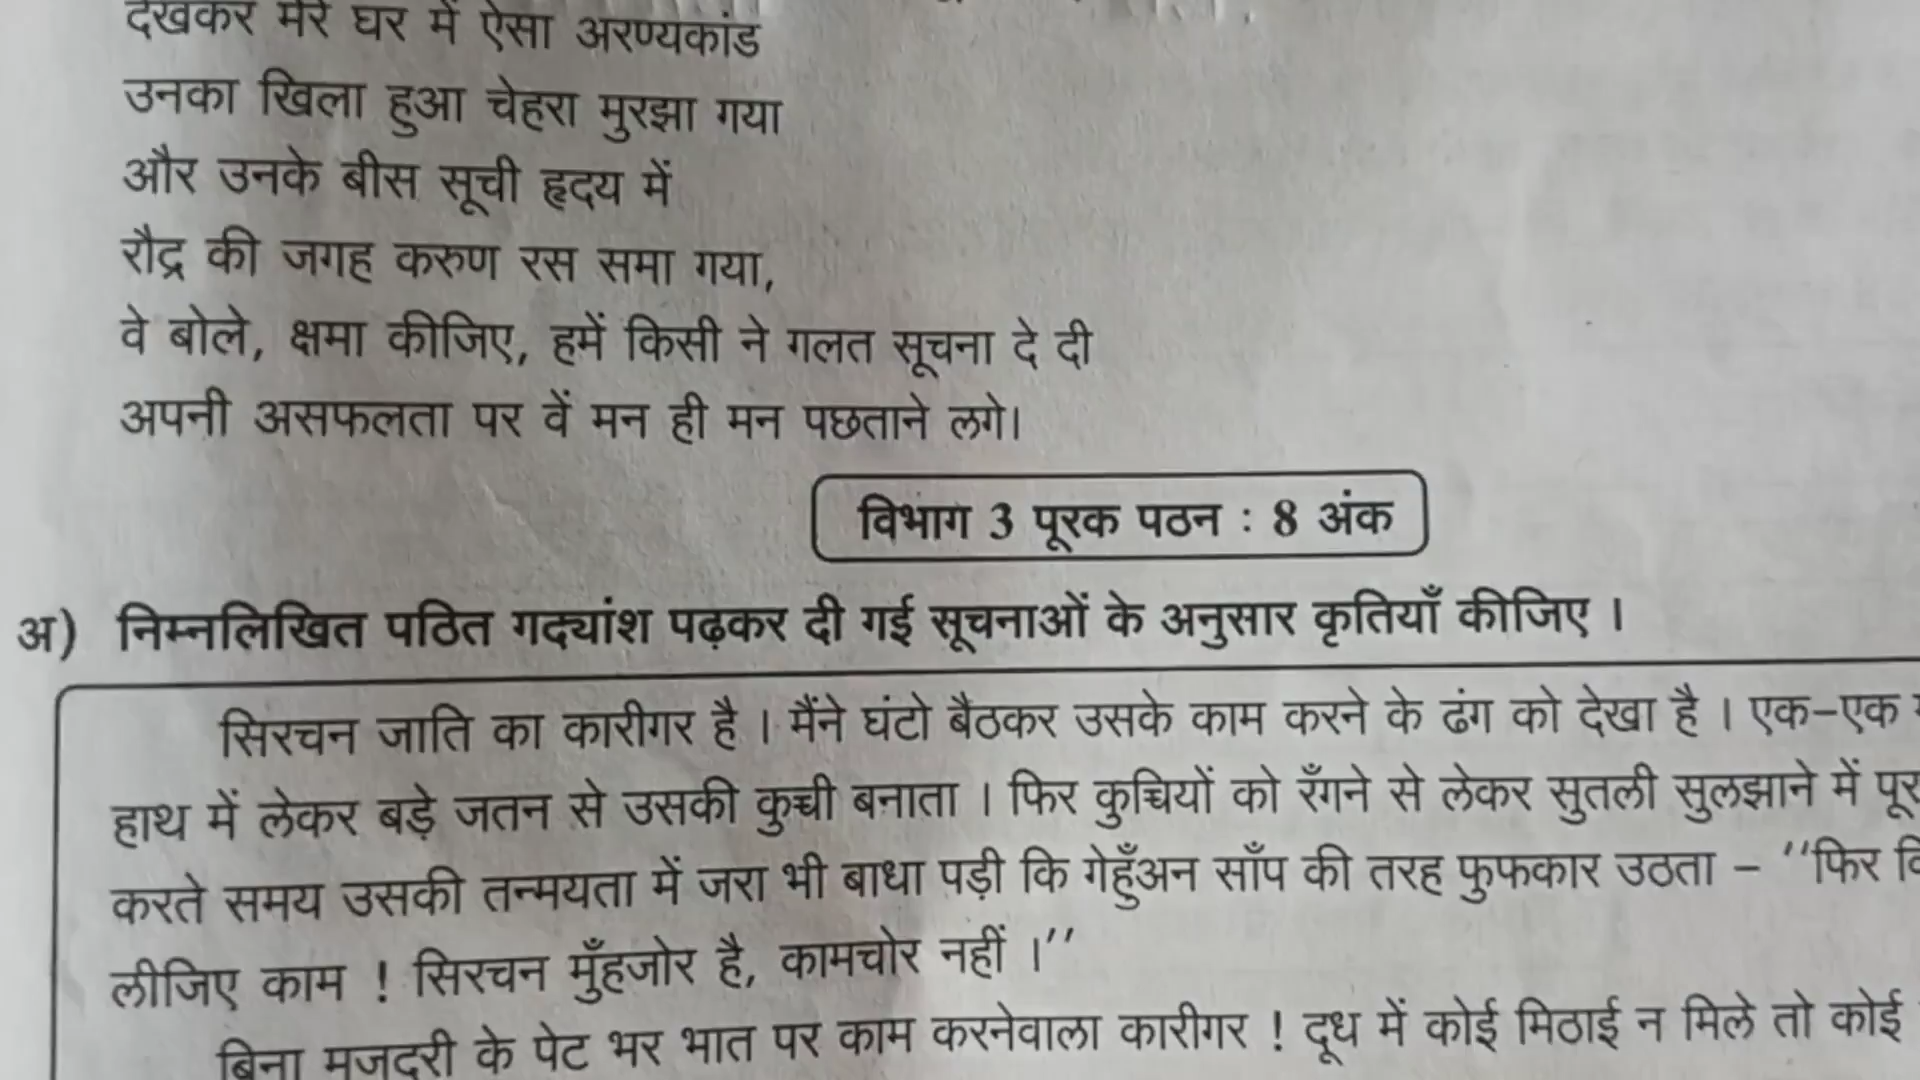 देखकर मेरे घर में ऐसा अरण्यकांड
उनका खिला हुआ चेहरा मुरझा गया
और उनके बीस सूची हृदय में
रौद्र की जगह करुण रस समा गया,
वे बोले, क्षमा कीजिए, हमें किसी ने गलत सूचना दे दी
अपनी असफलता पर वें मन ही मन पछताने लगे।
विभाग 3 पूरक पठन : 8 अंक
अ) निम्नलिखित पठित गद्यांश पढ़कर दी गई सूचनाओं के अनुसार कृतियाँ कीजिए ।
सिरचन जाति का कारीगर है । मैंने घंटो बैठकर उसके काम करने के ढंग को देखा है । एक-एक
हाथ में लेकर बड़े जतन से उसकी कुच्ची बनाता । फिर कुच्चियों को रँगने से लेकर सुतली सुलझाने में
करते समय उसकी तन्मयता में जरा भी बाधा पड़ी कि गेहुँअन साँप की तरह फुफकार उठता – ‘‘फिर
लीजिए काम ! सिरचन मुँहजोर है, कामचोर नहीं ।’’
बिना मजदूरी के पेट भर भात पर काम करनेवाला कारीगर ! दूध में कोई मिठाई न मिले तो कोई